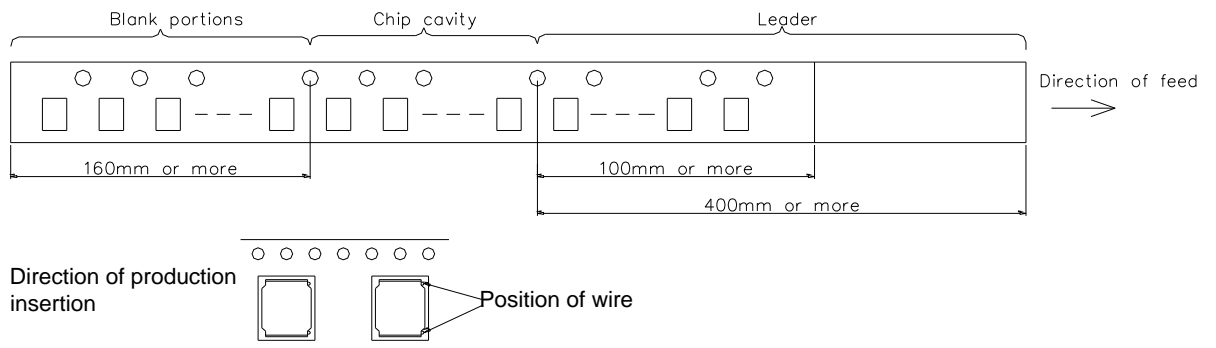 Blank portions
Chip cavity
Leader
Direction of feed
160mm or more
100mm or more
400mm or more
Direction of production
insertion
Position of wire